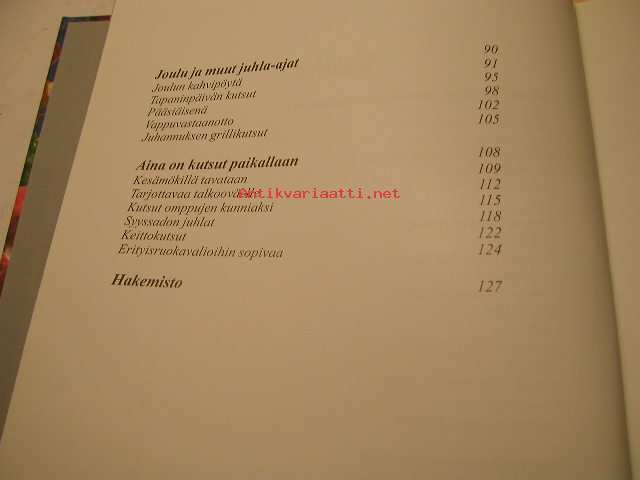 Joulu ja muut juhla-ajat 90
Joulun kahvipöytä 91
Tapaninpäivän kutsut 95
Pääsiäisenä 98
Vappuvastaanotto 102
Juhannuksen grillikutsut 105
Aina on kutsut paikallaan 108
Kesämökillä tavataan 109
Tarjottavaa talkooväelle 112
Kutsut omppujen kunniaksi 115
Syyssadon juhlat 118
Keittokutsut 122
Erityisruokavalioihin sopivaa 124
Hakemisto 127
antikvariaatti.net